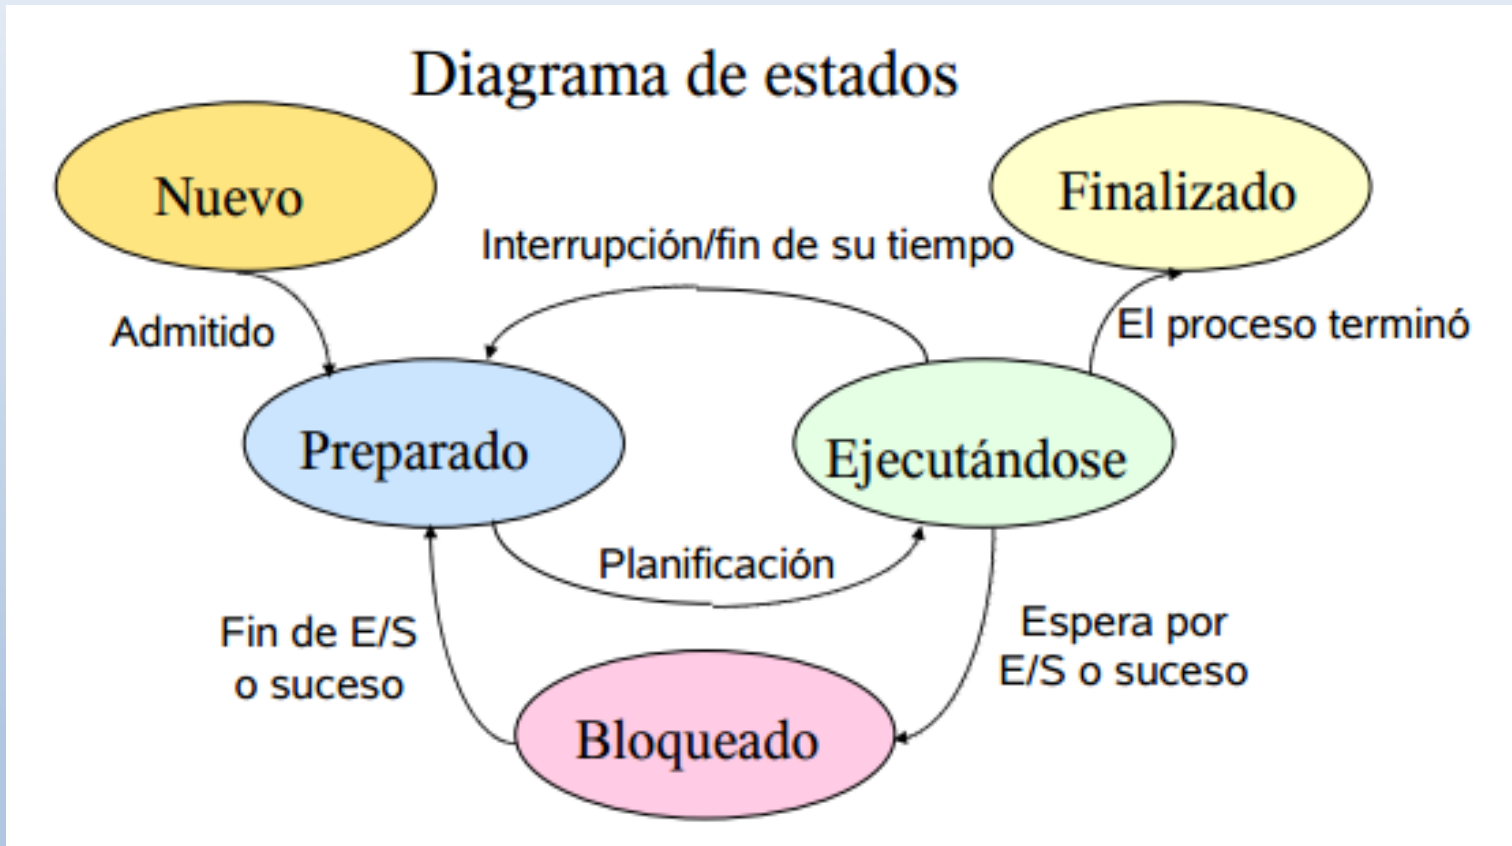 Diagrama de estados
Nuevo
Finalizado
Interrupción/fin de su tiempo
Admitido
El proceso terminó
Preparado
Ejecutándose
Planificación
Fin de E/S
o suceso
Espera por
E/S o suceso
Bloqueado